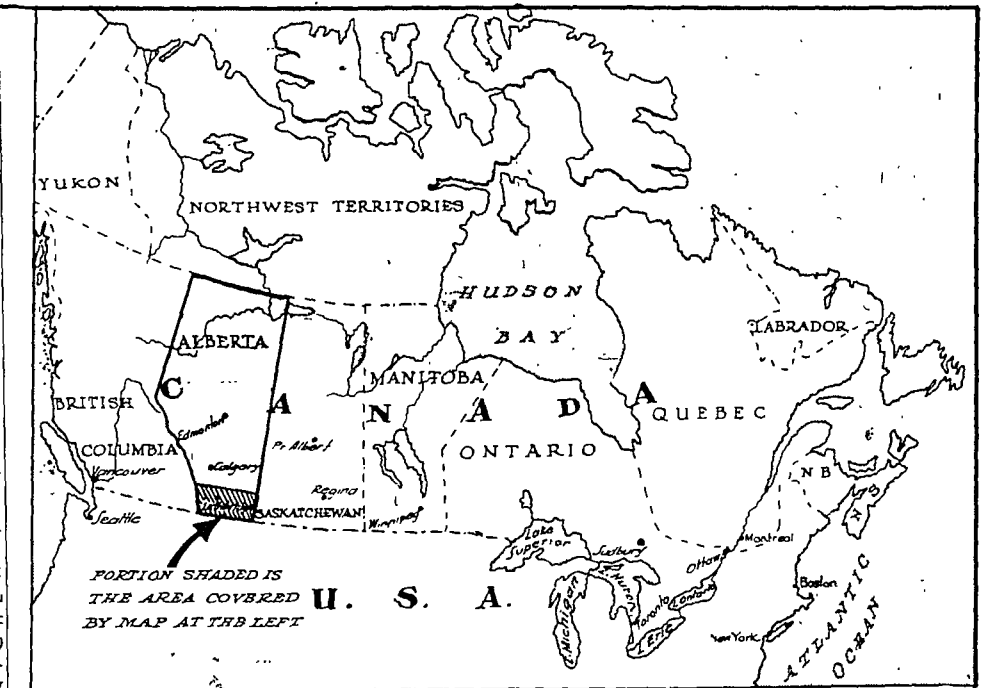 YUKON
NORTHWEST TERRITORIES
HUDSON
BAY
LABRADOR
ALBERTA
MANITOBA
C A N A D A
BRITISH
COLUMBIA
QUEBEC
ONTARIO
Edmonton
Calgary
Pr. Albert
Regina
SASKATCHEWAN
Winnipeg
Vancouver
Seattle
N B
N S
Lake
Superior
Sudbury
Ottawa
Montreal
L. Michigan
Huron
Toronto
L. Ontario
L. Erie
Boston
New York
ATLANTIC
OCEAN
PORTION SHADED IS
THE AREA COVERED
BY MAP AT THE LEFT
U. S. A.